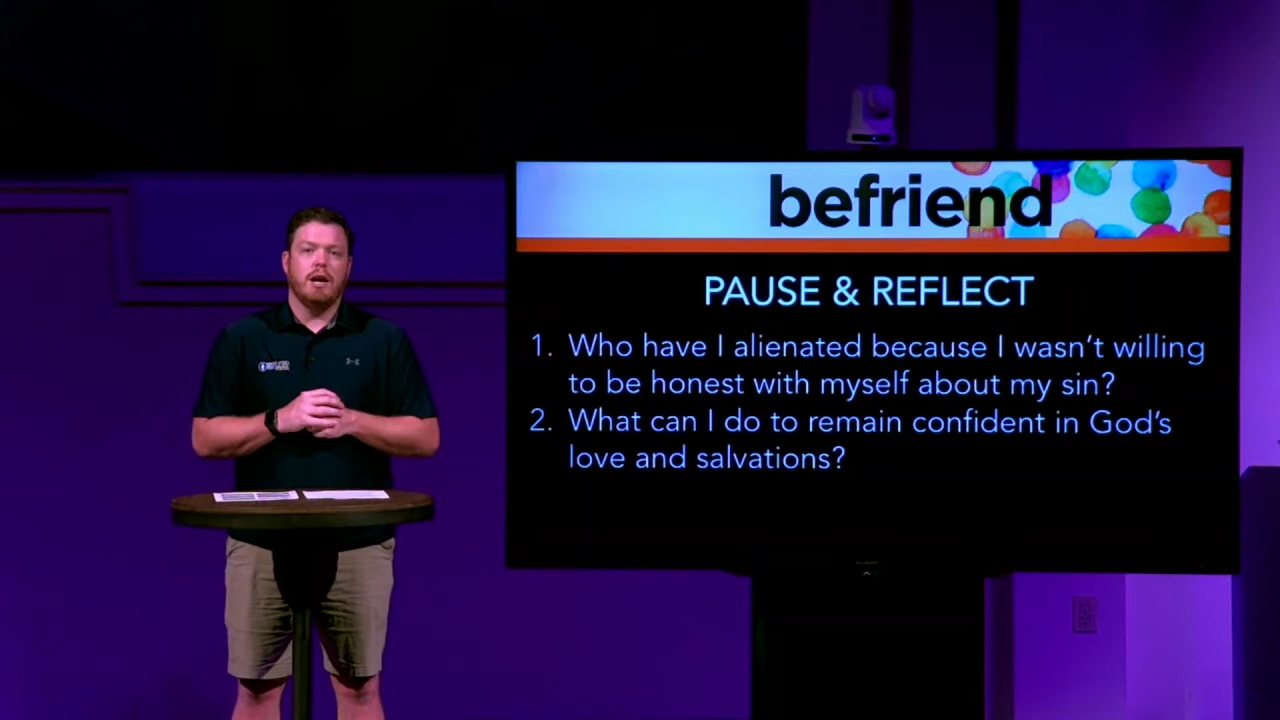 befriend
PAUSE & REFLECT
1. Who have I alienated because I wasn't willing
to be honest with myself about my sin?
2. What can I do to remain confident in God's
love and salvations?